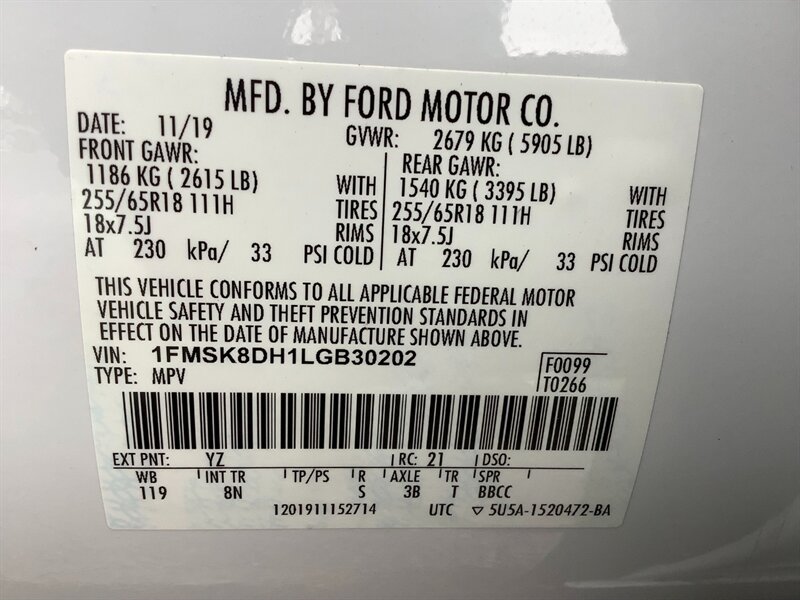 MFD. BY FORD MOTOR CO.
DATE: 11/19 GVWR: 2679 KG ( 5905 LB)
FRONT GAWR: REAR GAWR:
1186 KG ( 2615 LB) WITH 1540 KG ( 3395 LB) WITH
255/65R18 111H TIRES 255/65R18 111H TIRES
18x7.5J RIMS 18x7.5J RIMS
AT 230 kPa/ 33 PSI COLD AT 230 kPa/ 33 PSI COLD
THIS VEHICLE CONFORMS TO ALL APPLICABLE FEDERAL MOTOR
VEHICLE SAFETY AND THEFT PREVENTION STANDARDS IN
EFFECT ON THE DATE OF MANUFACTURE SHOWN ABOVE.
VIN: 1FMSK8DH1LGB30202 F0099
TYPE: MPV T0266
EXT PNT: YZ RC: 21 DSO:
WB INT TR TP/PS R AXLE TR SPR
119 8N S 3B T BBCC
1201911152714 UTC ▽ 5U5A-1520472-BA